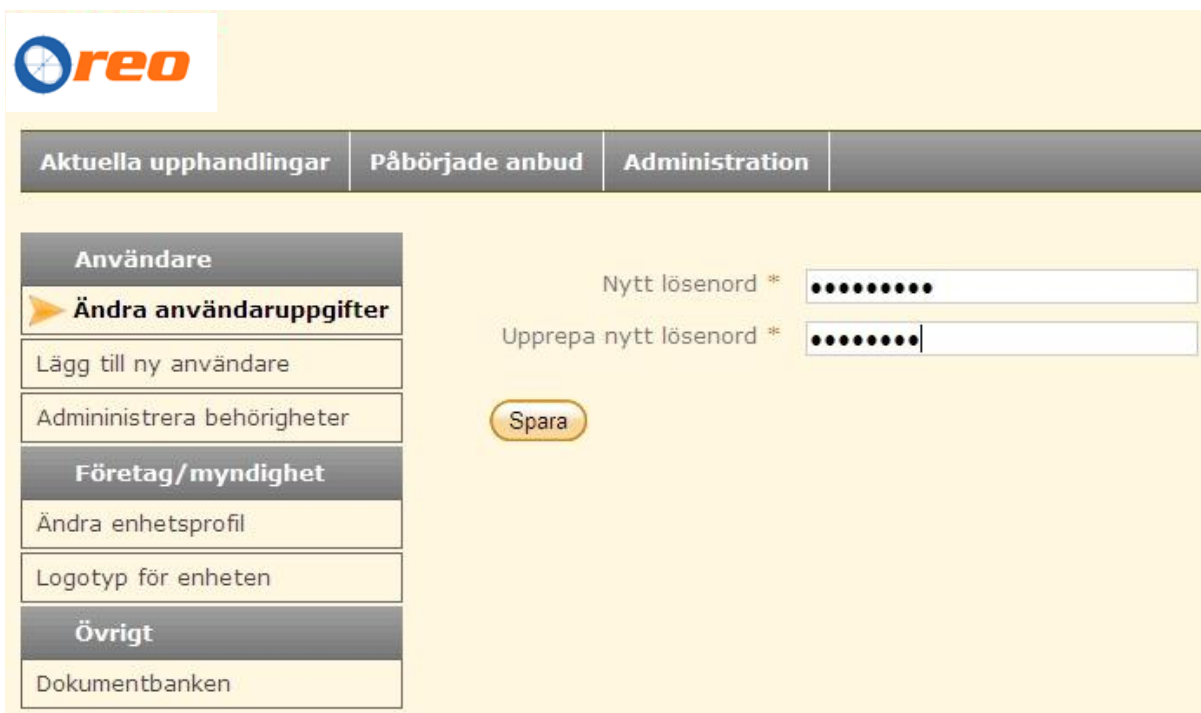 Oreo
Aktuella upphandlingar
Påbörjade anbud
Administration
Användare
Ändra användaruppgifter
Lägg till ny användare
Admininistrera behörigheter
Företag/myndighet
Ändra enhetsprofil
Logotyp för enheten
Övrigt
Dokumentbanken
Nytt lösenord * •••••••••
Upprepa nytt lösenord * ••••••••
Spara